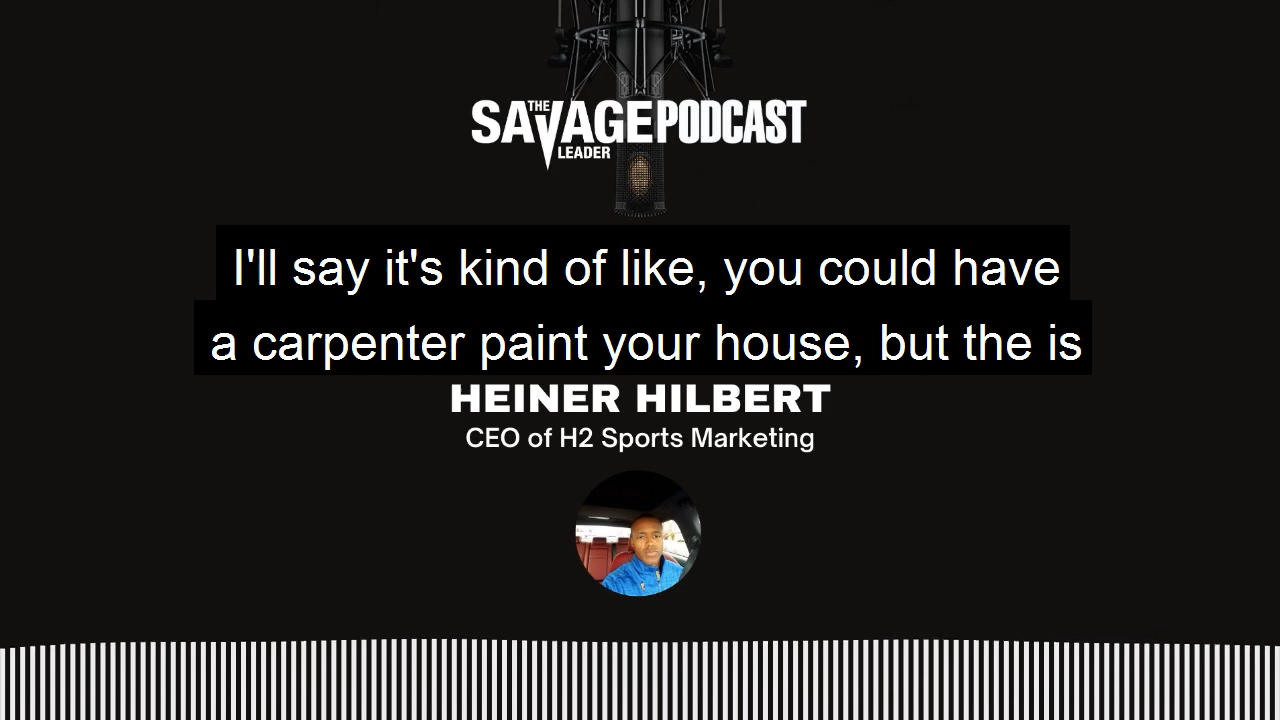 THE SAVAGE LEADER PODCAST
I'll say it's kind of like, you could have
a carpenter paint your house, but the is
HEINER HILBERT
CEO of H2 Sports Marketing